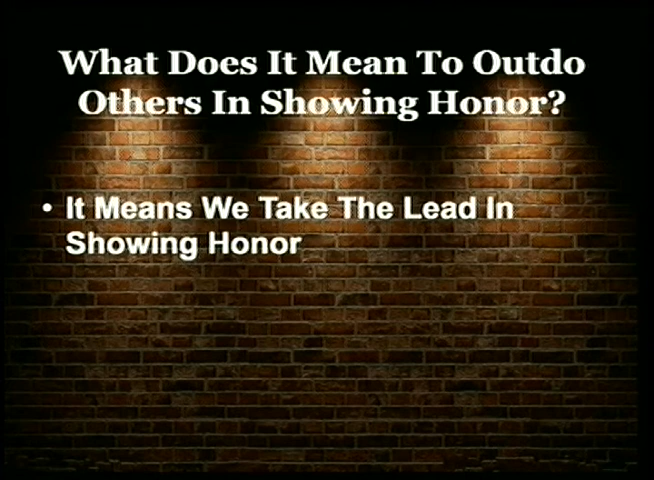 What Does It Mean To Outdo
Others In Showing Honor?
• It Means We Take The Lead In
Showing Honor